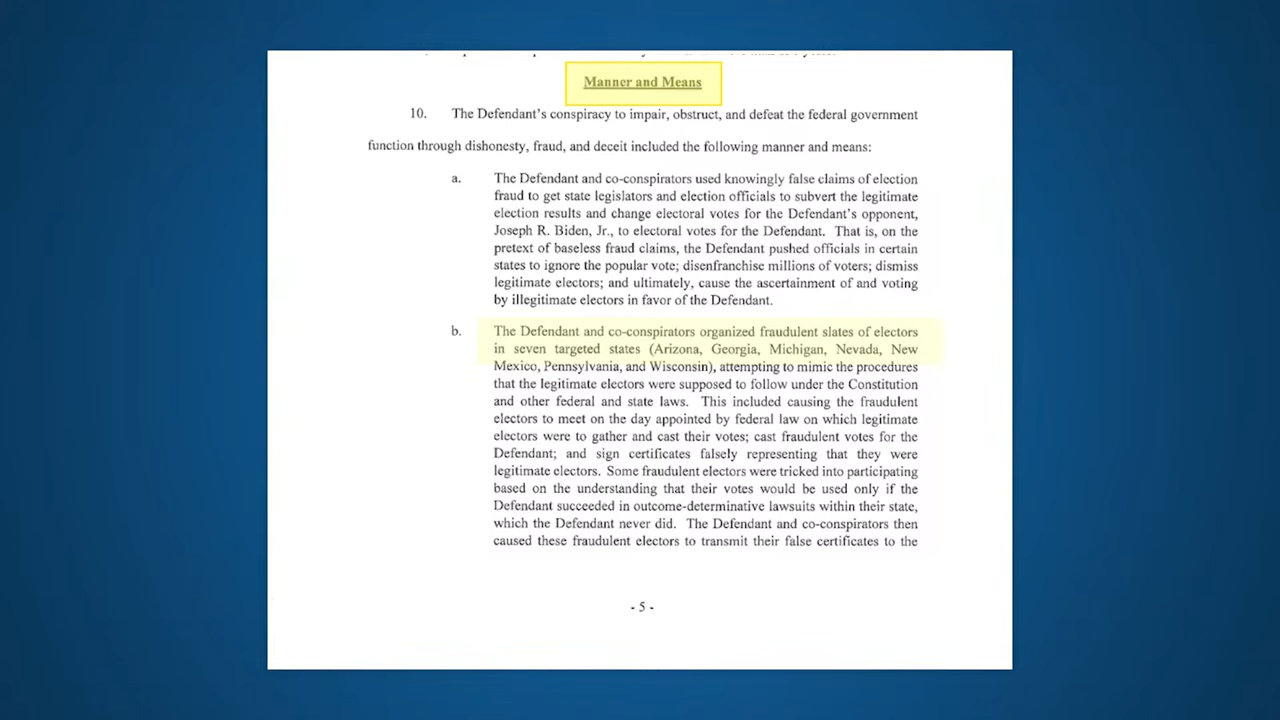 Manner and Means
10. The Defendant's conspiracy to impair, obstruct, and defeat the federal government
function through dishonesty, fraud, and deceit included the following manner and means:
a. The Defendant and co-conspirators used knowingly false claims of election
fraud to get state legislators and election officials to subvert the legitimate
election results and change electoral votes for the Defendant's opponent,
Joseph R. Biden, Jr., to electoral votes for the Defendant. That is, on the
pretext of baseless fraud claims, the Defendant pushed officials in certain
states to ignore the popular vote; disenfranchise millions of voters; dismiss
legitimate electors; and ultimately, cause the ascertainment of and voting
by illegitimate electors in favor of the Defendant.
b. The Defendant and co-conspirators organized fraudulent slates of electors
in seven targeted states (Arizona, Georgia, Michigan, Nevada, New
Mexico, Pennsylvania, and Wisconsin), attempting to mimic the procedures
that the legitimate electors were supposed to follow under the Constitution
and other federal and state laws. This included causing the fraudulent
electors to meet on the day appointed by federal law on which legitimate
electors were to gather and cast their votes; cast fraudulent votes for the
Defendant; and sign certificates falsely representing that they were
legitimate electors. Some fraudulent electors were tricked into participating
based on the understanding that their votes would be used only if the
Defendant succeeded in outcome-determinative lawsuits within their state,
which the Defendant never did. The Defendant and co-conspirators then
caused these fraudulent electors to transmit their false certificates to the
- 5 -